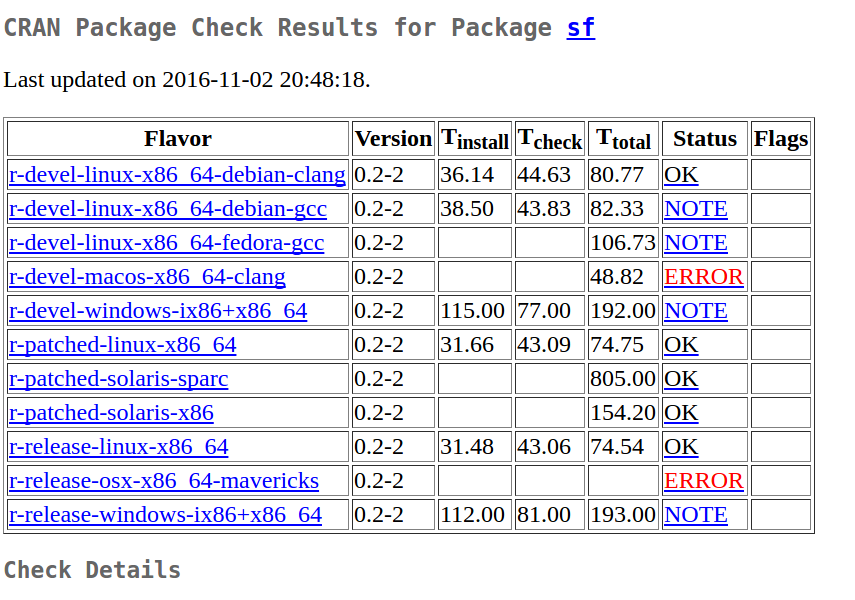 CRAN Package Check Results for Package sf
Last updated on 2016-11-02 20:48:18.
Flavor Version Tinstall Tcheck Ttotal Status Flags
r-devel-linux-x86_64-debian-clang 0.2-2 36.14 44.63 80.77 OK
r-devel-linux-x86_64-debian-gcc 0.2-2 38.50 43.83 82.33 NOTE
r-devel-linux-x86_64-fedora-gcc 0.2-2 106.73 NOTE
r-devel-macos-x86_64-clang 0.2-2 48.82 ERROR
r-devel-windows-ix86+x86_64 0.2-2 115.00 77.00 192.00 NOTE
r-patched-linux-x86_64 0.2-2 31.66 43.09 74.75 OK
r-patched-solaris-sparc 0.2-2 805.00 OK
r-patched-solaris-x86 0.2-2 154.20 OK
r-release-linux-x86_64 0.2-2 31.48 43.06 74.54 OK
r-release-osx-x86_64-mavericks 0.2-2 ERROR
r-release-windows-ix86+x86_64 0.2-2 112.00 81.00 193.00 NOTE
Check Details